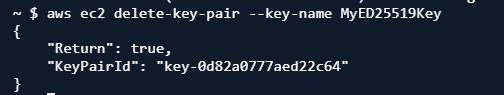 ~ $ aws ec2 delete-key-pair --key-name MyED25519Key
{
    "Return": true,
    "KeyPairId": "key-0d82a0777aed22c64"
}